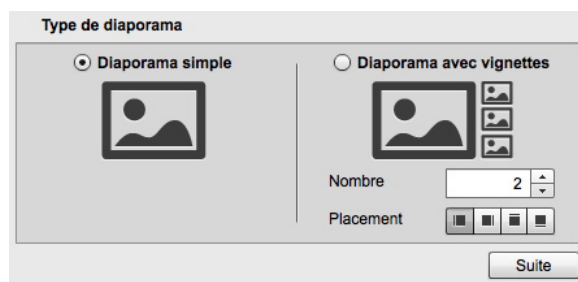 Type de diaporama
Diaporama simple
Diaporama avec vignettes
Nombre
2
Placement
Suite